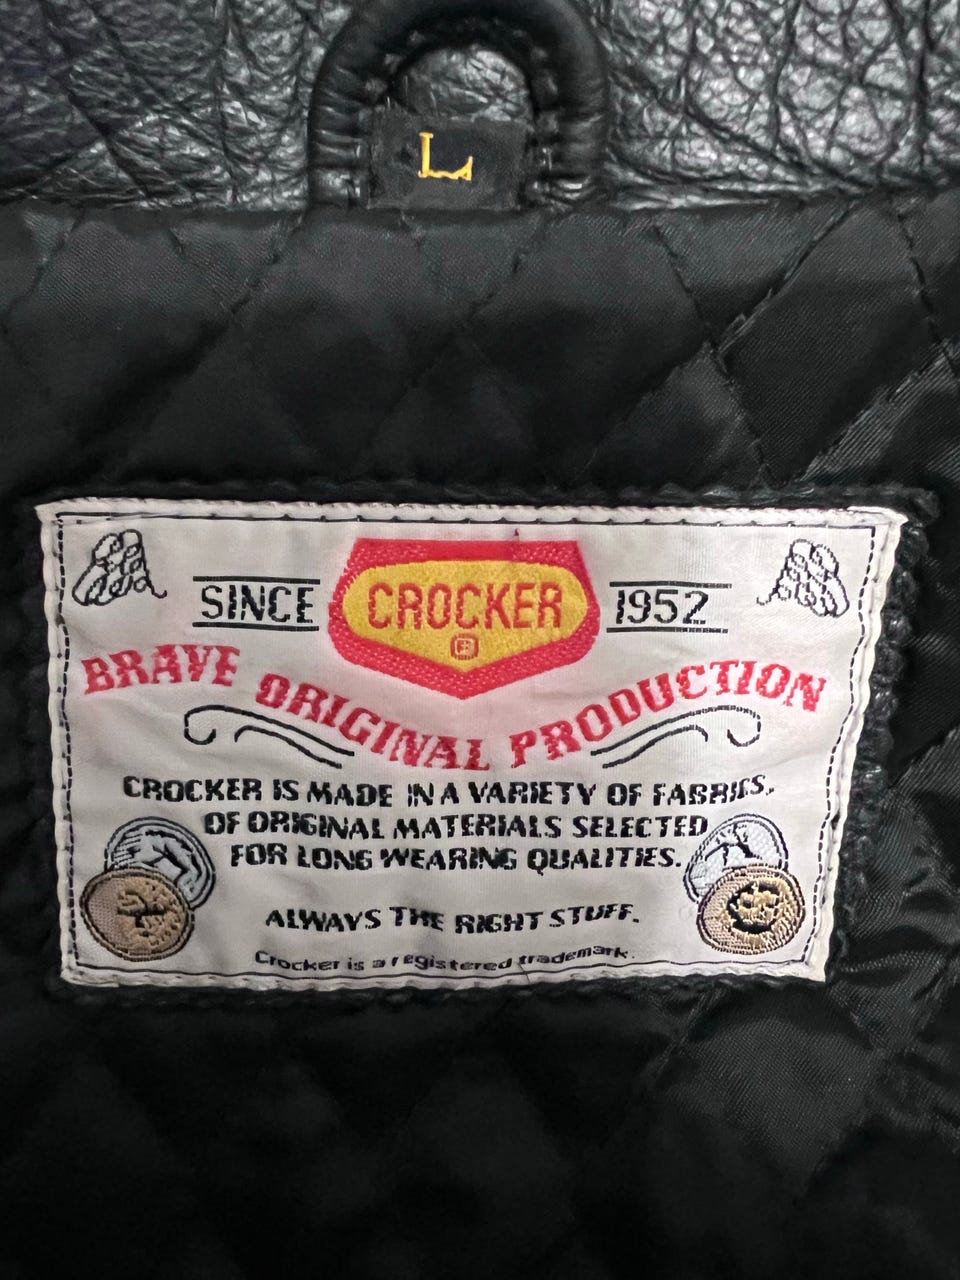 L
SINCE CROCKER 1952
BRAVE ORIGINAL PRODUCTION
CROCKER IS MADE IN A VARIETY OF FABRIES.
OF ORIGINAL MATERIALS SELECTED
FOR LONG WEARING QUALITIES.
ALWAYS THE RIGHT STUFF.
Crocker is a registered trademark.